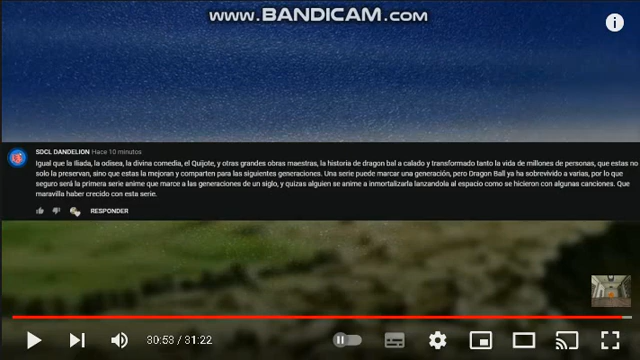 www.BANDICAM.com
SDCL DANDELION Hace 10 minutos
Igual que la Iliada, la odisea, la divina comedia, el Quijote, y otras grandes obras maestras, la historia de dragon bal a calado y transformado tanto la vida de millones de personas, que estas no
solo la preservan, sino que estas la mejoran y comparten para las siguientes generaciones. Una serie puede marcar una generación, pero Dragon Ball ya ha sobrevivido a varias, por lo que
seguro será la primera serie anime que marce a las generaciones de un siglo, y quizas alguien se anime a inmortalizarla lanzandola al espacio como se hicieron con algunas canciones. Que
maravilla haber crecido con esta serie.
RESPONDER
30:53 / 31:22